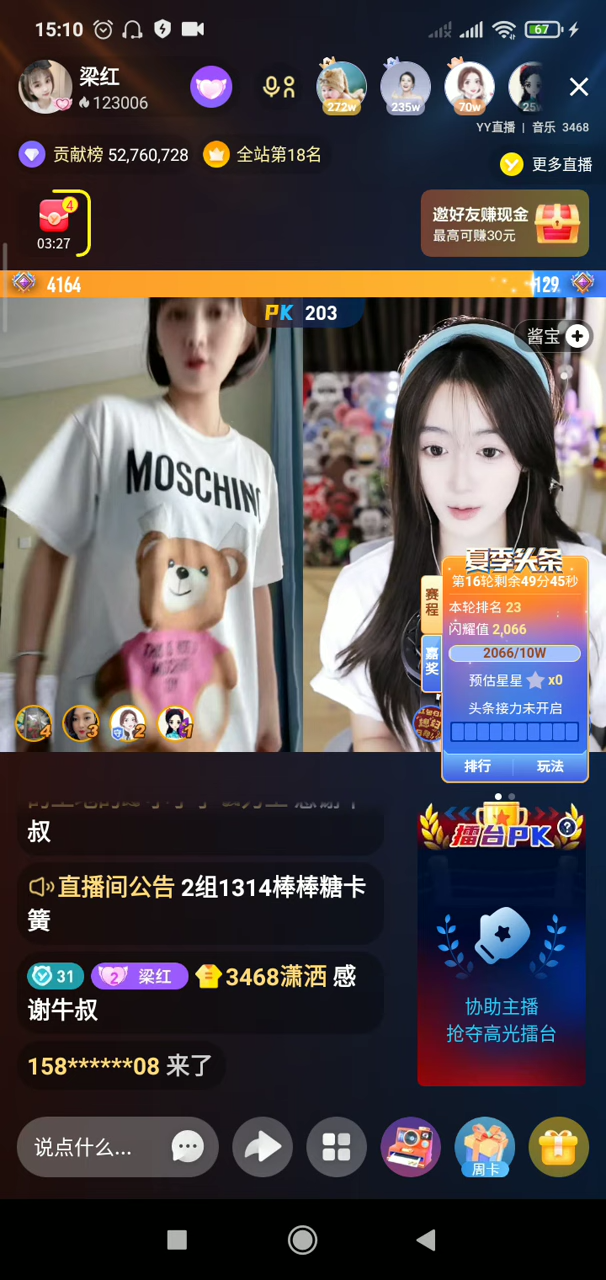 15:10
67
梁红
123006
272w
235w
70w
25w
YY直播 | 音乐 3468
贡献榜 52,760,728
全站第18名
更多直播
4
03:27
邀好友赚现金
最高可赚30元
4164
129
PK 203
酱宝
MOSCHIN
夏季头条
第16轮剩余49分45秒
赛程
本轮排名 23
闪耀值 2,066
嘉奖
2066/10W
预估星星 x0
头条接力未开启
排行
玩法
4
3
2
1
叔
擂台PK
?
直播间公告 2组1314棒棒糖卡
簧
31
2 梁红
3468潇洒 感
谢牛叔
协助主播
抢夺高光擂台
158******08 来了
说点什么...
周卡